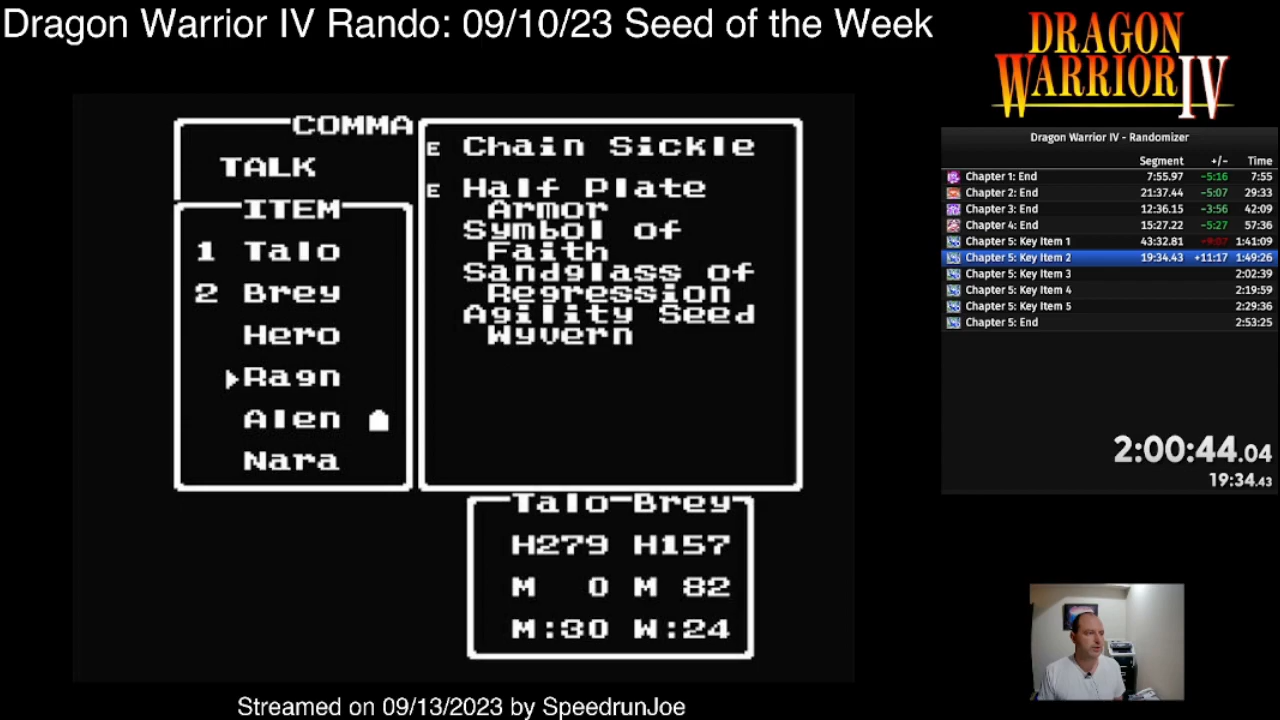 Dragon Warrior IV Rando: 09/10/23 Seed of the Week
DRAGON
WARRIOR IV
COMMA
TALK
ITEM
1 Talo
2 Brey
Hero
Ragn
Alen
Nara
E Chain Sickle
E Half Plate
Armor
Symbol of
Faith
Sandglass of
Regression
Agility Seed
Wyvern
Talo Brey
H279 H157
M 0 M 82
M:30 W:24
Dragon Warrior IV - Randomizer
Segment +/- Time
Chapter 1: End 7:55.97 -5:16 7:55
Chapter 2: End 21:37.44 -5:07 29:33
Chapter 3: End 12:36.15 -3:56 42:09
Chapter 4: End 15:27.22 -5:27 57:36
Chapter 5: Key Item 1 43:32.81 +9:07 1:41:09
Chapter 5: Key Item 2 19:34.43 +11:17 1:49:26
Chapter 5: Key Item 3 2:02:39
Chapter 5: Key Item 4 2:19:59
Chapter 5: Key Item 5 2:29:36
Chapter 5: End 2:53:25
2:00:44.04
19:34.43
Streamed on 09/13/2023 by SpeedrunJoe